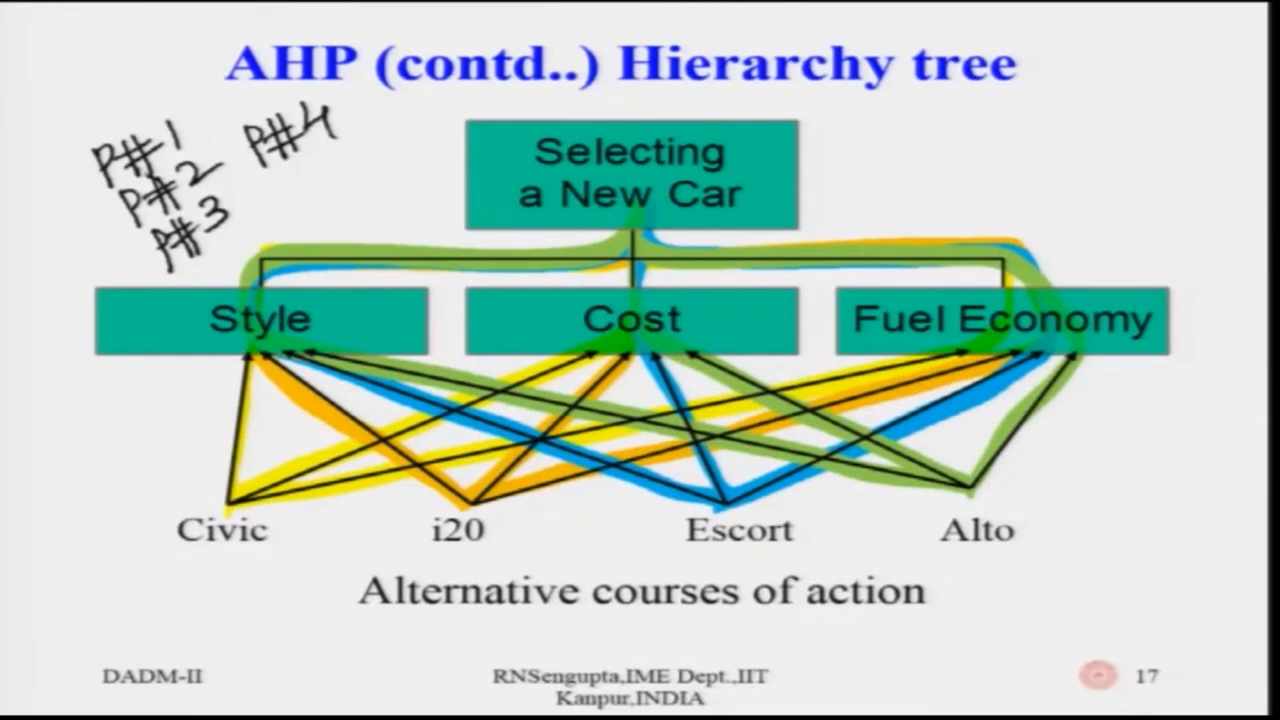 AHP (contd..) Hierarchy tree
P#1
P#2
P#3
P#4
Selecting
a New Car
Style
Cost
Fuel Economy
Civic
i20
Escort
Alto
Alternative courses of action
DADM-II
RNSengupta,IME Dept.,IIT
Kanpur,INDIA
17